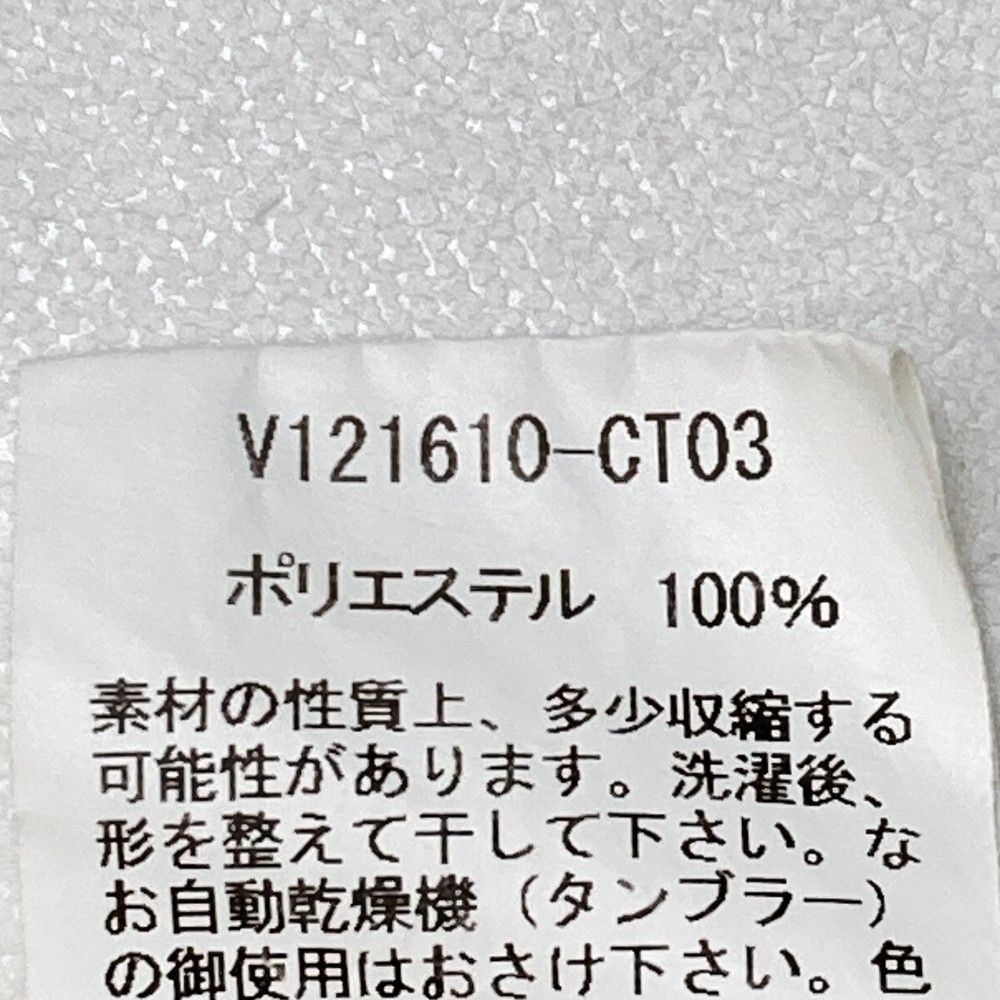 V121610-CT03
ポリエステル 100%
素材の性質上、多少収縮する
可能性があります。洗濯後、
形を整えて干して下さい。な
お自動乾燥機（タンブラー）
の御使用はおさけ下さい。色